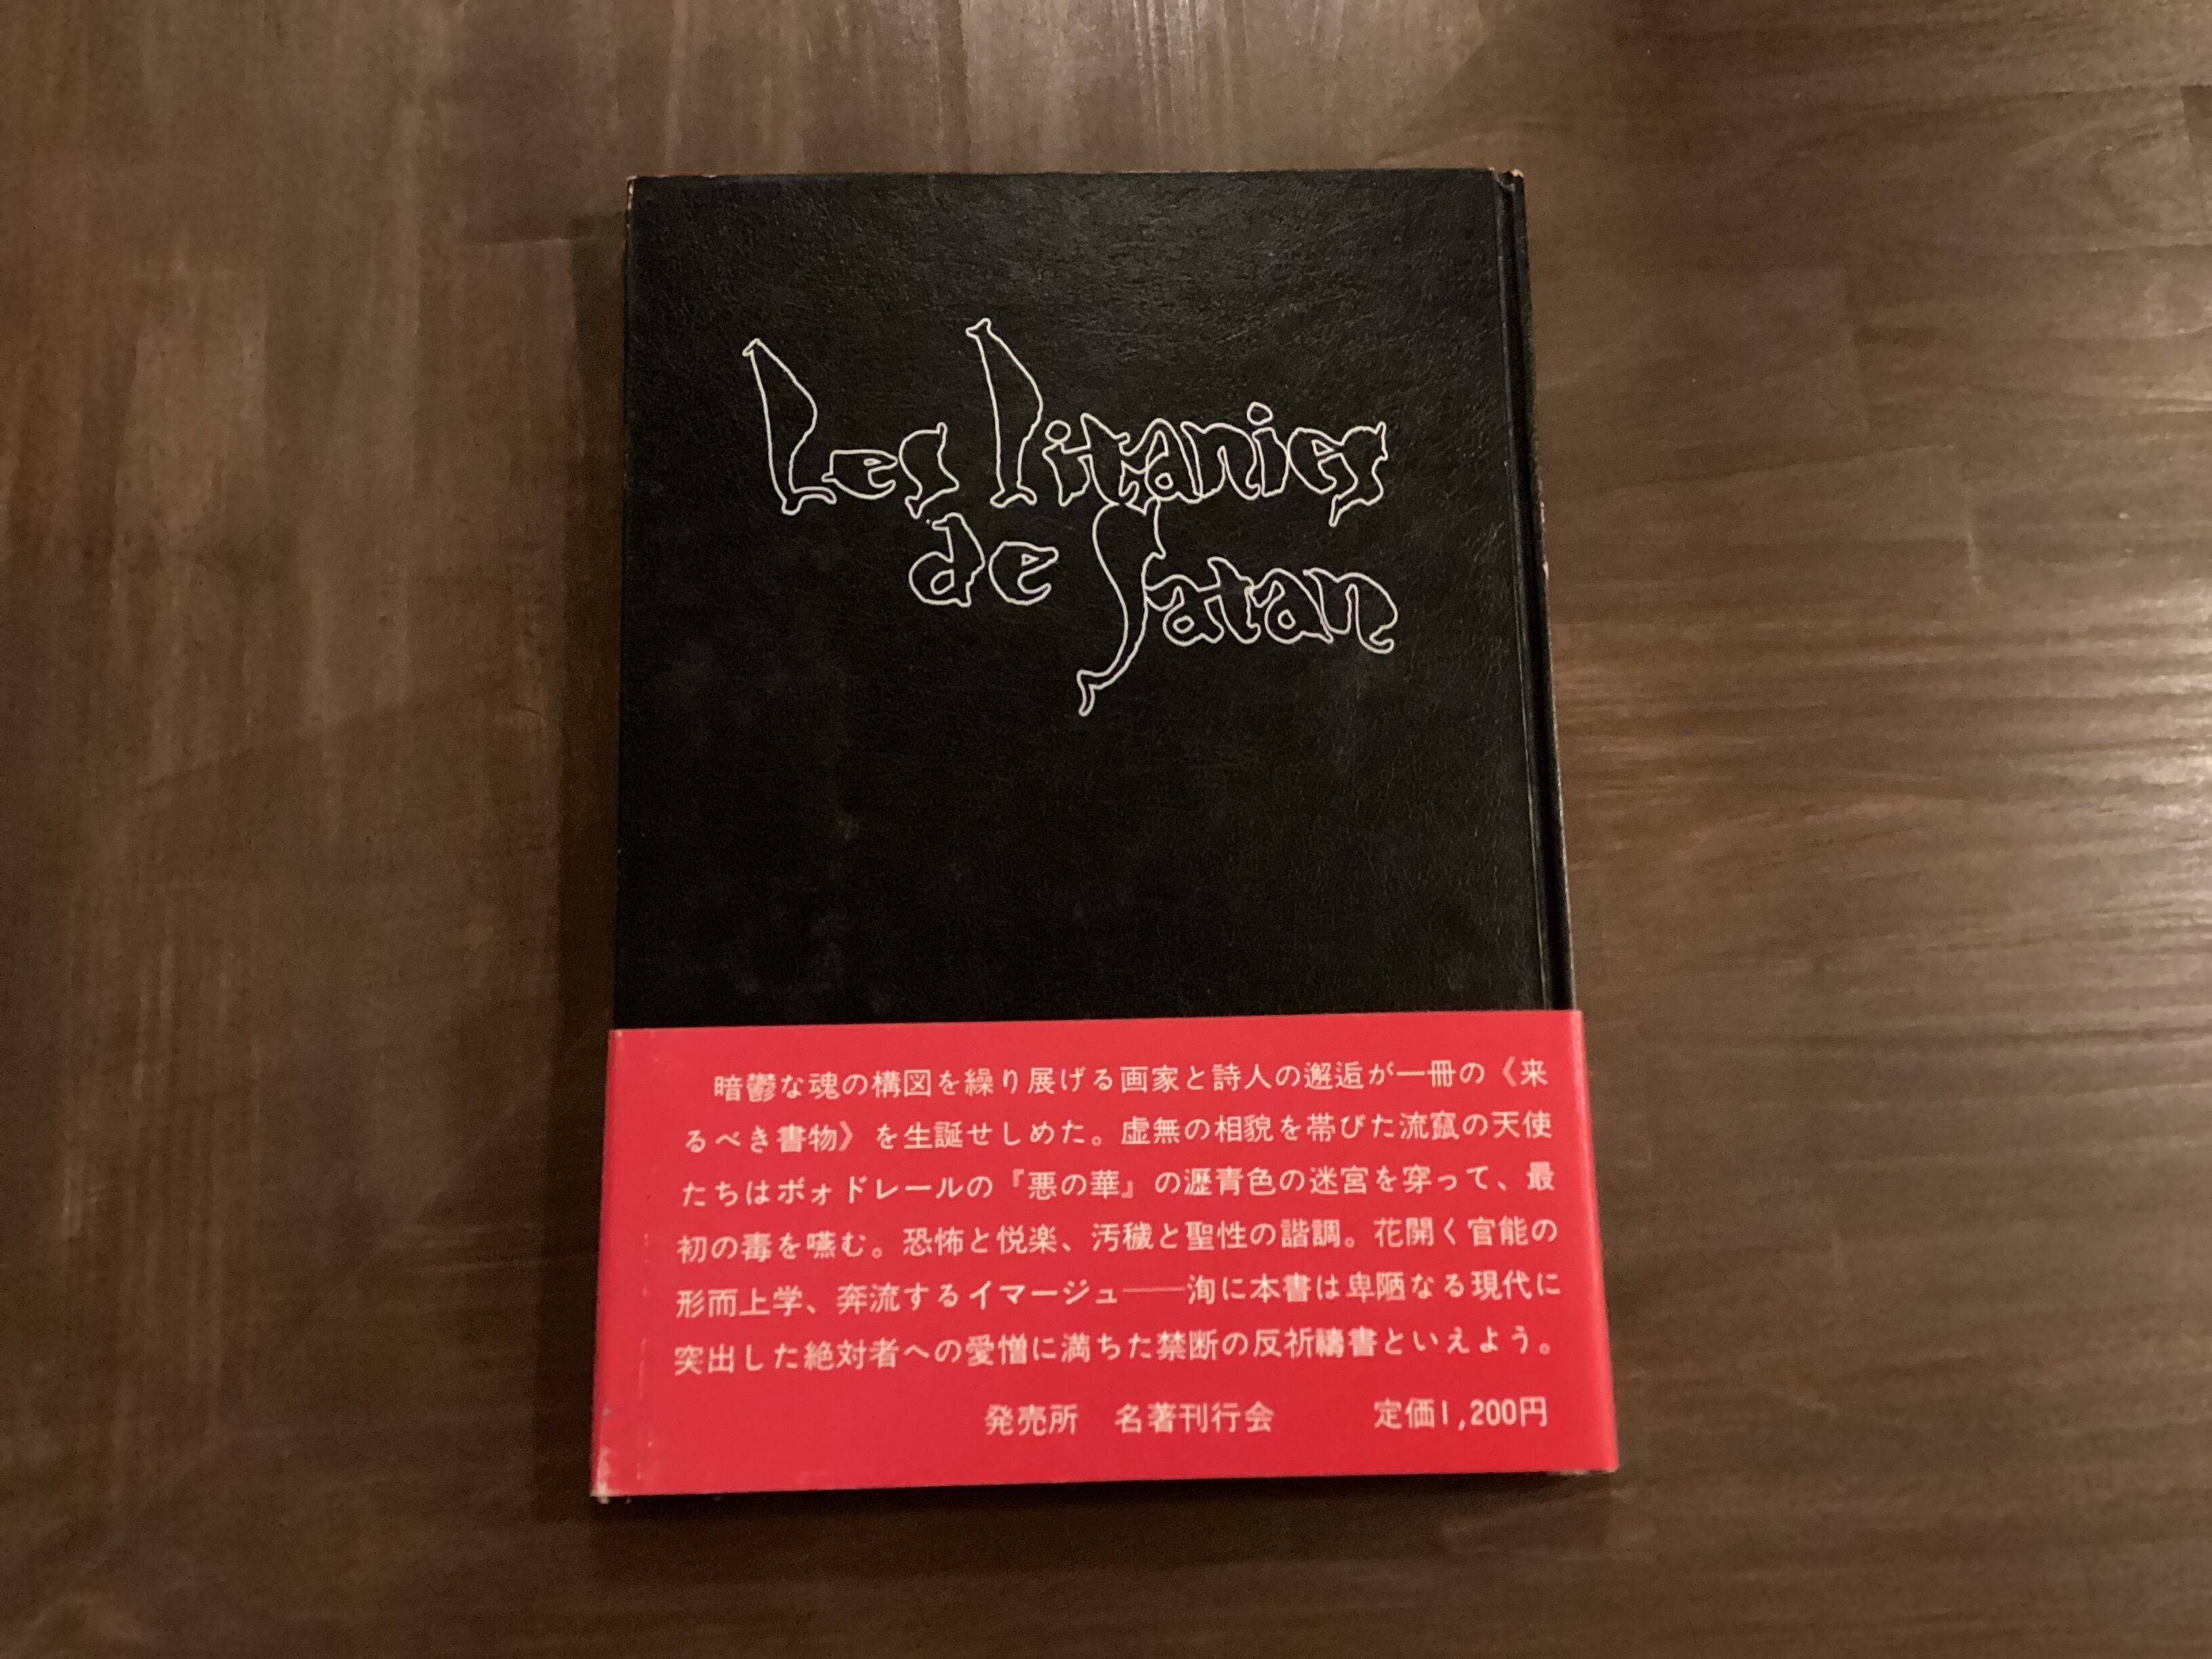 Les Litanies
de Satan
暗鬱な魂の構図を繰り展げる画家と詩人の邂逅が一冊の《来
るべき書物》を生誕せしめた。虚無の相貌を帯びた流竄の天使
たちはボォドレールの『悪の華』の瀝青色の迷宮を穿って、最
初の毒を嚥む。恐怖と悦楽、汚穢と聖性の諧調。花開く官能の
形而上学、奔流するイマージュ──洵に本書は卑陋なる現代に
突出した絶対者への愛憎に満ちた禁断の反祈禱書といえよう。
発売所 名著刊行会 定価1,200円